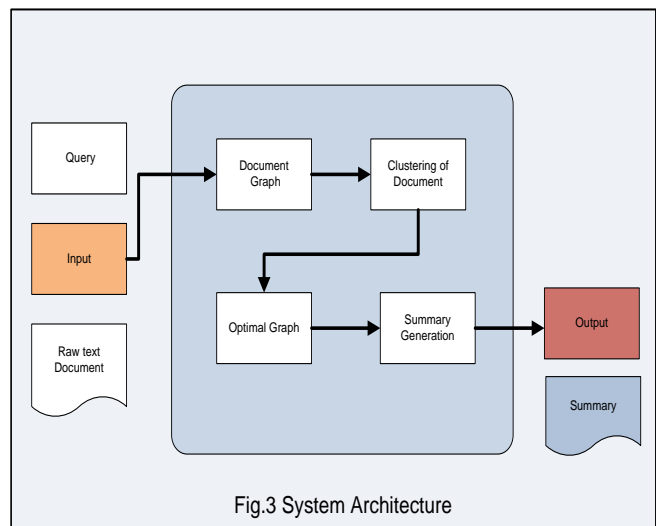 Query
Document
Graph
Clustering of
Document
Input
Optimal Graph
Summary
Generation
Output
Raw text
Document
Summary
Fig.3 System Architecture